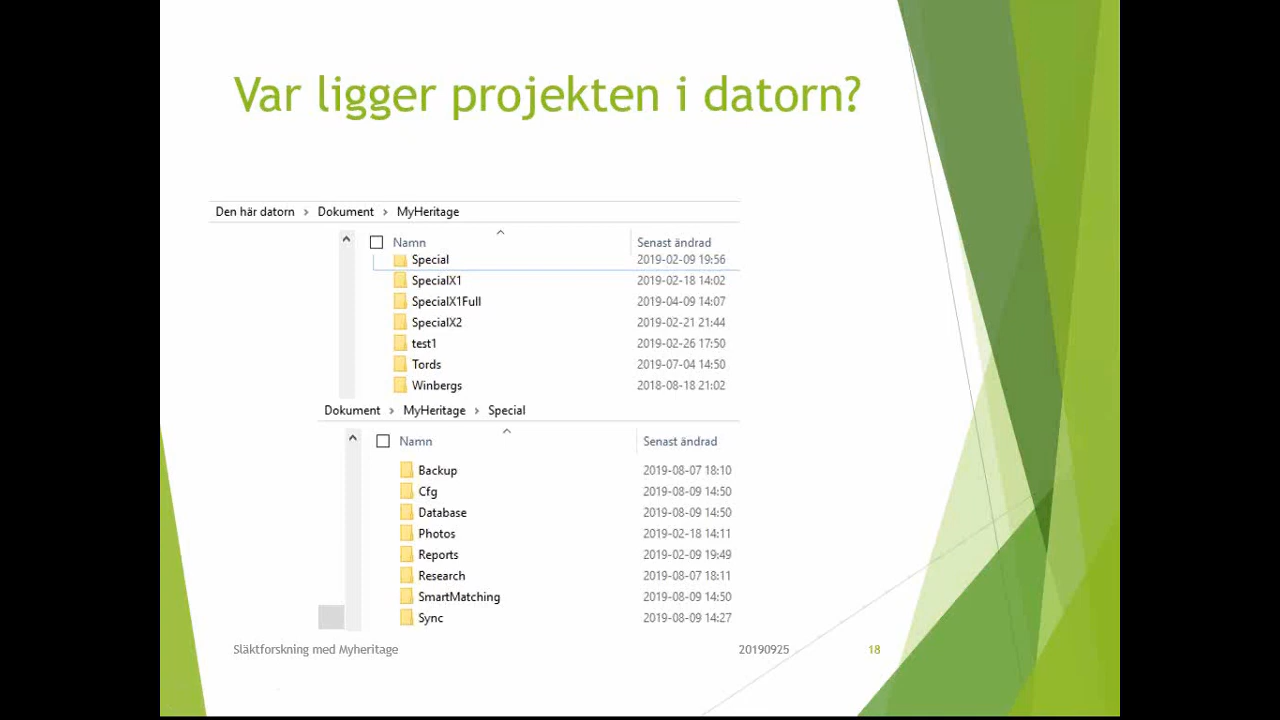 Var ligger projekten i datorn?
Den här datorn › Dokument › MyHeritage
Namn Senast ändrad
Special 2019-02-09 19:56
SpecialX1 2019-02-18 14:02
SpecialX1Full 2019-04-09 14:07
SpecialX2 2019-02-21 21:44
test1 2019-02-26 17:50
Tords 2019-07-04 14:50
Winbergs 2018-08-18 21:02
Dokument › MyHeritage › Special
Namn Senast ändrad
Backup 2019-08-07 18:10
Cfg 2019-08-09 14:50
Database 2019-08-09 14:50
Photos 2019-02-18 14:11
Reports 2019-02-09 19:49
Research 2019-08-07 18:11
SmartMatching 2019-08-09 14:50
Sync 2019-08-09 14:27
Släktforskning med Myheritage 20190925 18